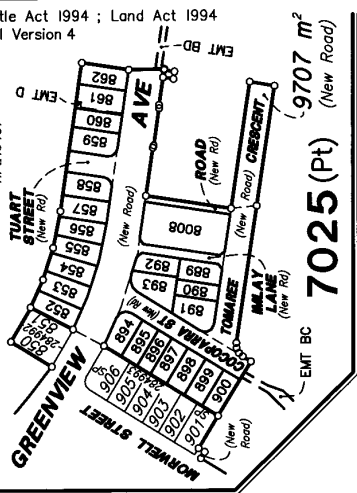 tle Act 1994 ; Land Act 1994
l Version 4
EMT BD
862
861
EMT D
860
859
AVE
TUART
STREET
(New Rd)
858
857
856
855
854
853
852
850
(New Road)
ROAD
(New Rd)
CRESCENT
(New Road)
9707 m²
(New Road)
7025 (Pt)
8008
892
893
889
890
891
TOMAREE
MILAY
LANE
(New Rd)
COCOPARRA ST (New Rd)
894
895
896
897
898
899
900
906
905
904
903
902
901
GREENVIEW
MORWELL STREET
(New
Road)
EMT BC